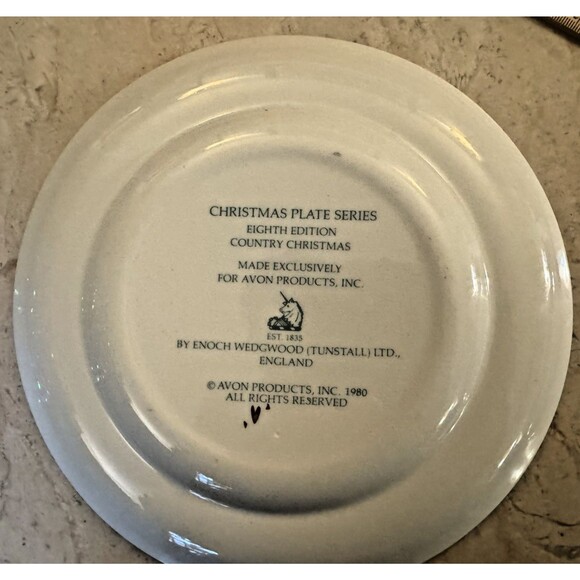 CHRISTMAS PLATE SERIES
EIGHTH EDITION
COUNTRY CHRISTMAS
MADE EXCLUSIVELY
FOR AVON PRODUCTS, INC.
EST. 1835
BY ENOCH WEDGWOOD (TUNSTALL) LTD.,
ENGLAND
© AVON PRODUCTS, INC. 1980
ALL RIGHTS RESERVED